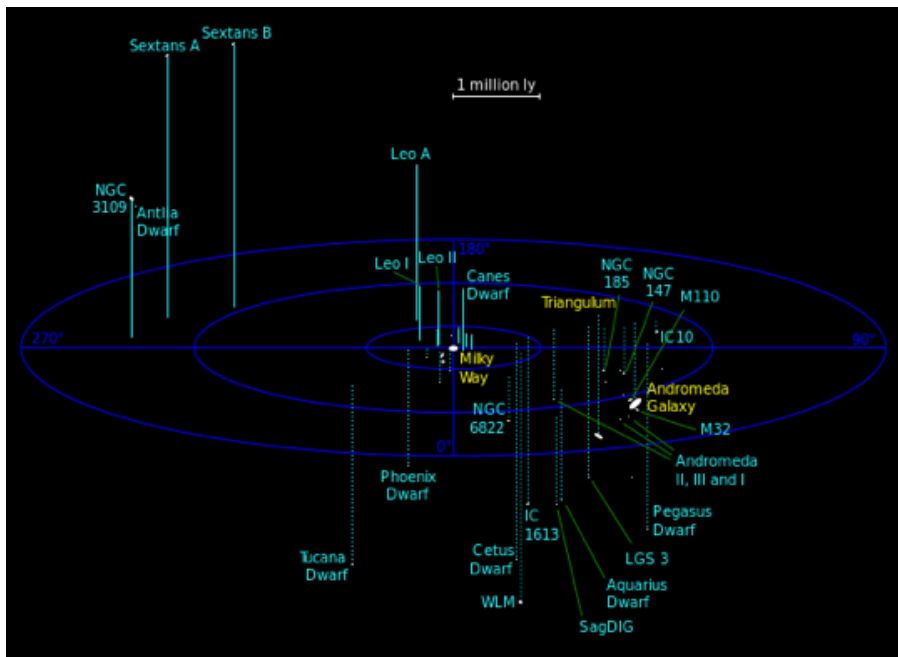 Sextans A
Sextans B
1 million ly
Leo A
NGC
3109
Antlia
Dwarf
180°
Leo I
Leo II
Canes
Dwarf
NGC
185
NGC
147
M110
Triangulum
270°
IC10
90°
Milky
Way
Andromeda
Galaxy
NGC
6822
M32
0°
Andromeda
II, III and I
Phoenix
Dwarf
Pegasus
Dwarf
IC
1613
Tucana
Dwarf
Cetus
Dwarf
LGS 3
Aquarius
Dwarf
WLM
SagDIG